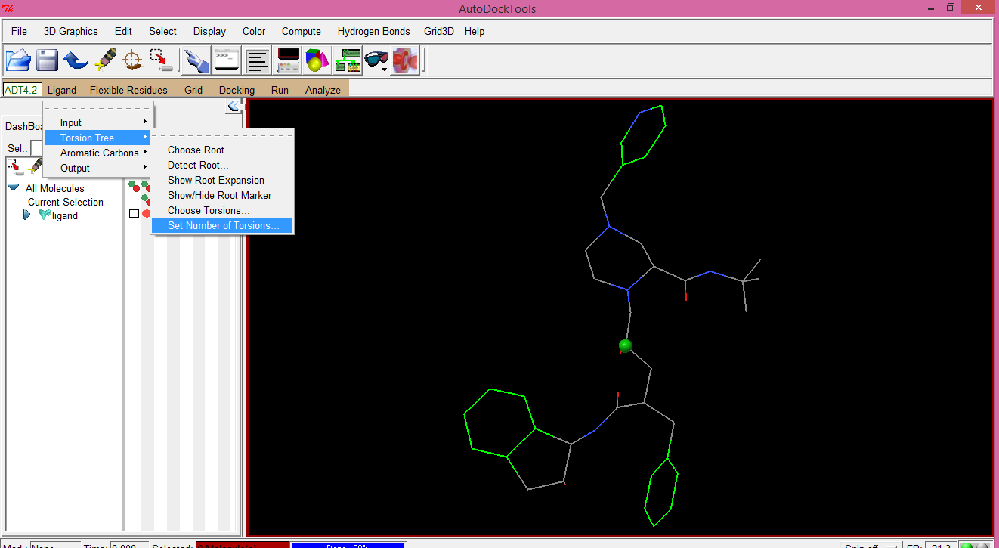 AutoDockTools
File 3D Graphics Edit Select Display Color Compute Hydrogen Bonds Grid3D Help
ADT4.2 Ligand Flexible Residues Grid Docking Run Analyze
DashBoa
Input
Torsion Tree
Sel.:
Aromatic Carbons
Output
Choose Root...
Detect Root...
Show Root Expansion
Show/Hide Root Marker
Choose Torsions...
Set Number of Torsions...
All Molecules
Current Selection
ligand
Mod.: None Time: 0.000 Selected: 0 Molecule(s) Done 100% Spin off FR: 21.3